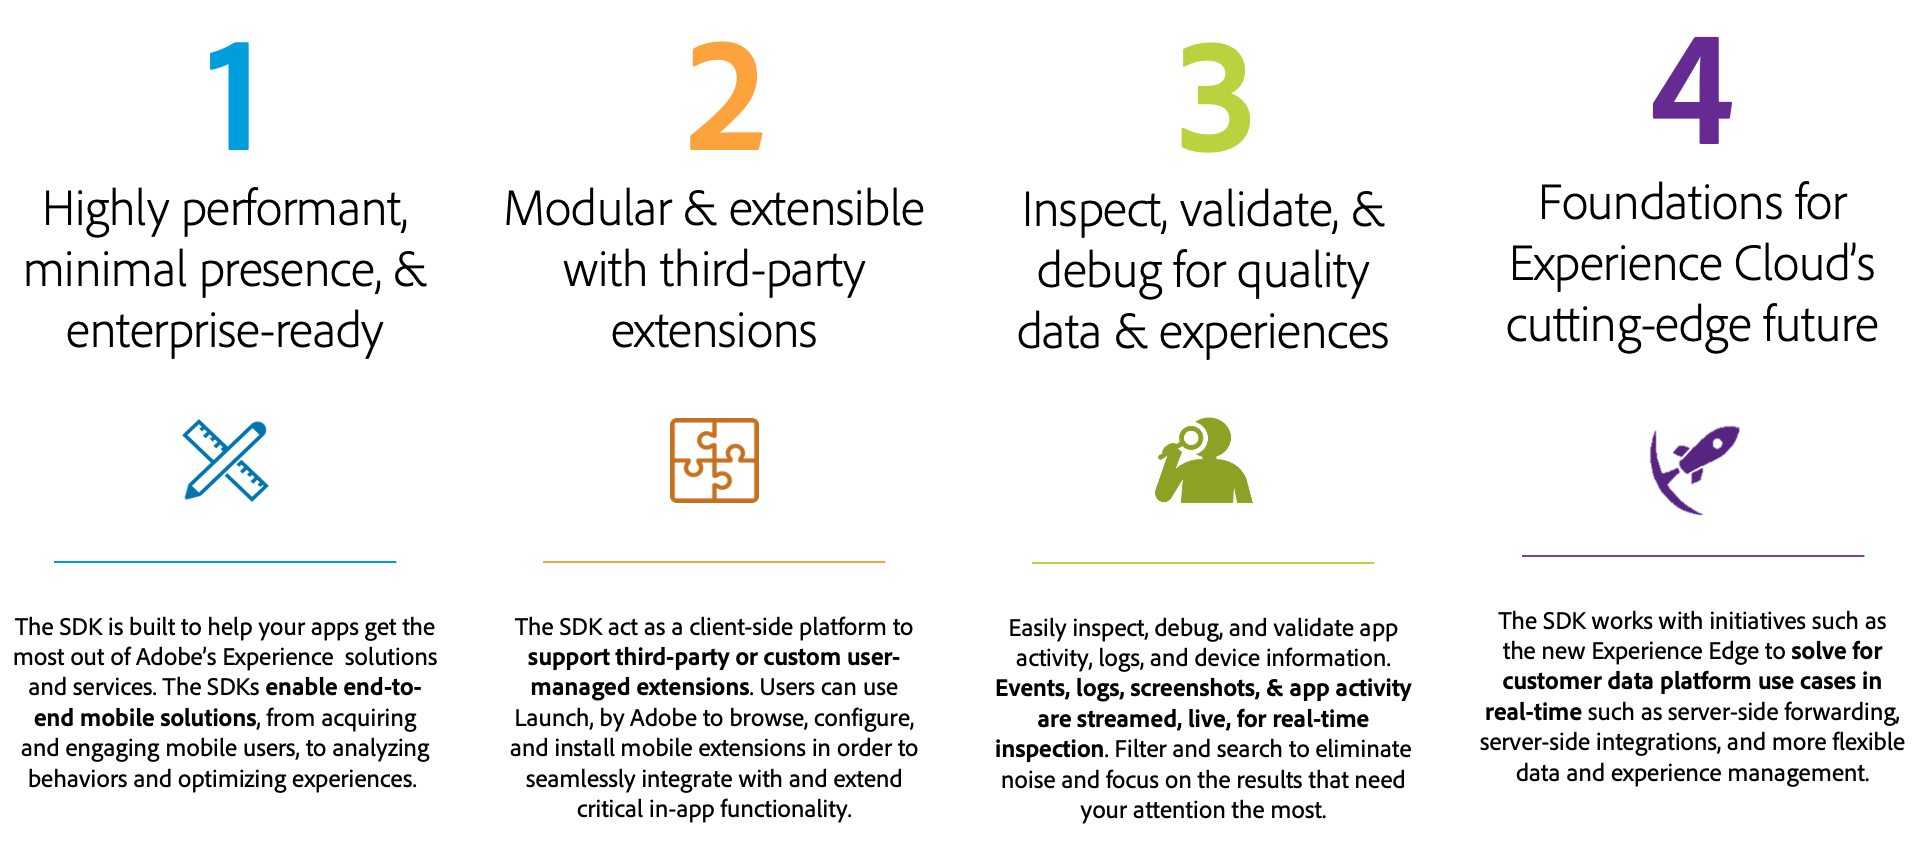 1
Highly performant,
minimal presence, &
enterprise-ready
The SDK is built to help your apps get the
most out of Adobe's Experience solutions
and services. The SDKs enable end-to-
end mobile solutions, from acquiring
and engaging mobile users, to analyzing
behaviors and optimizing experiences.
2
Modular & extensible
with third-party
extensions
The SDK act as a client-side platform to
support third-party or custom user-
managed extensions. Users can use
Launch, by Adobe to browse, configure,
and install mobile extensions in order to
seamlessly integrate with and extend
critical in-app functionality.
3
Inspect, validate, &
debug for quality
data & experiences
Easily inspect, debug, and validate app
activity, logs, and device information.
Events, logs, screenshots, & app activity
are streamed, live, for real-time
inspection. Filter and search to eliminate
noise and focus on the results that need
your attention the most.
4
Foundations for
Experience Cloud's
cutting-edge future
The SDK works with initiatives such as
the new Experience Edge to solve for
customer data platform use cases in
real-time such as server-side forwarding,
server-side integrations, and more flexible
data and experience management.